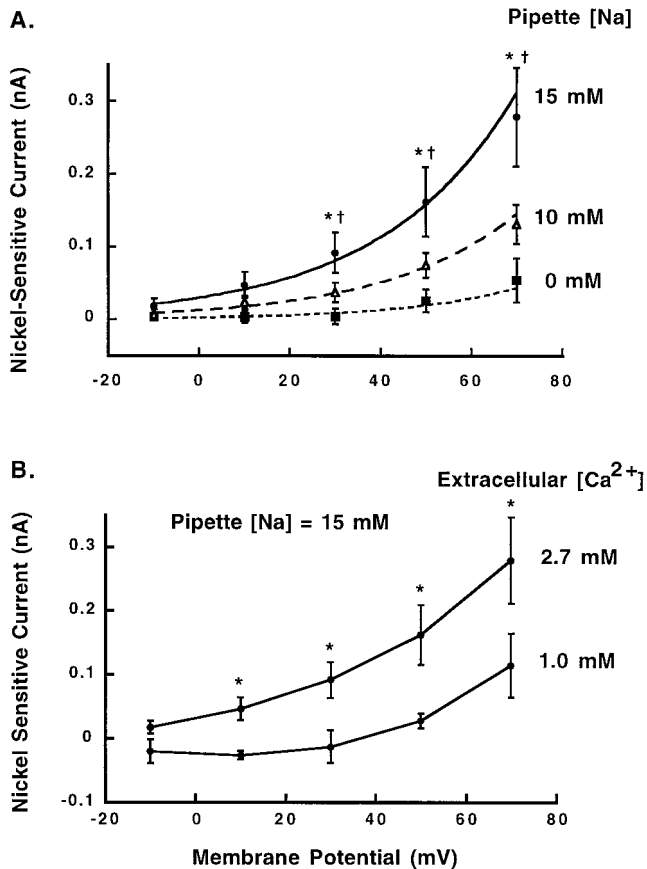 A.
Pipette [Na]
* †
15 mM
0.3
* †
0.2
* †
10 mM
0.1
0 mM
0
Nickel-Sensitive Current (nA)
-20 0 20 40 60 80
B.
Extracellular [Ca2+]
Pipette [Na] = 15 mM
*
0.3
2.7 mM
*
0.2
*
1.0 mM
0.1
*
0
-0.1
Nickel Sensitive Current (nA)
-20 0 20 40 60 80
Membrane Potential (mV)